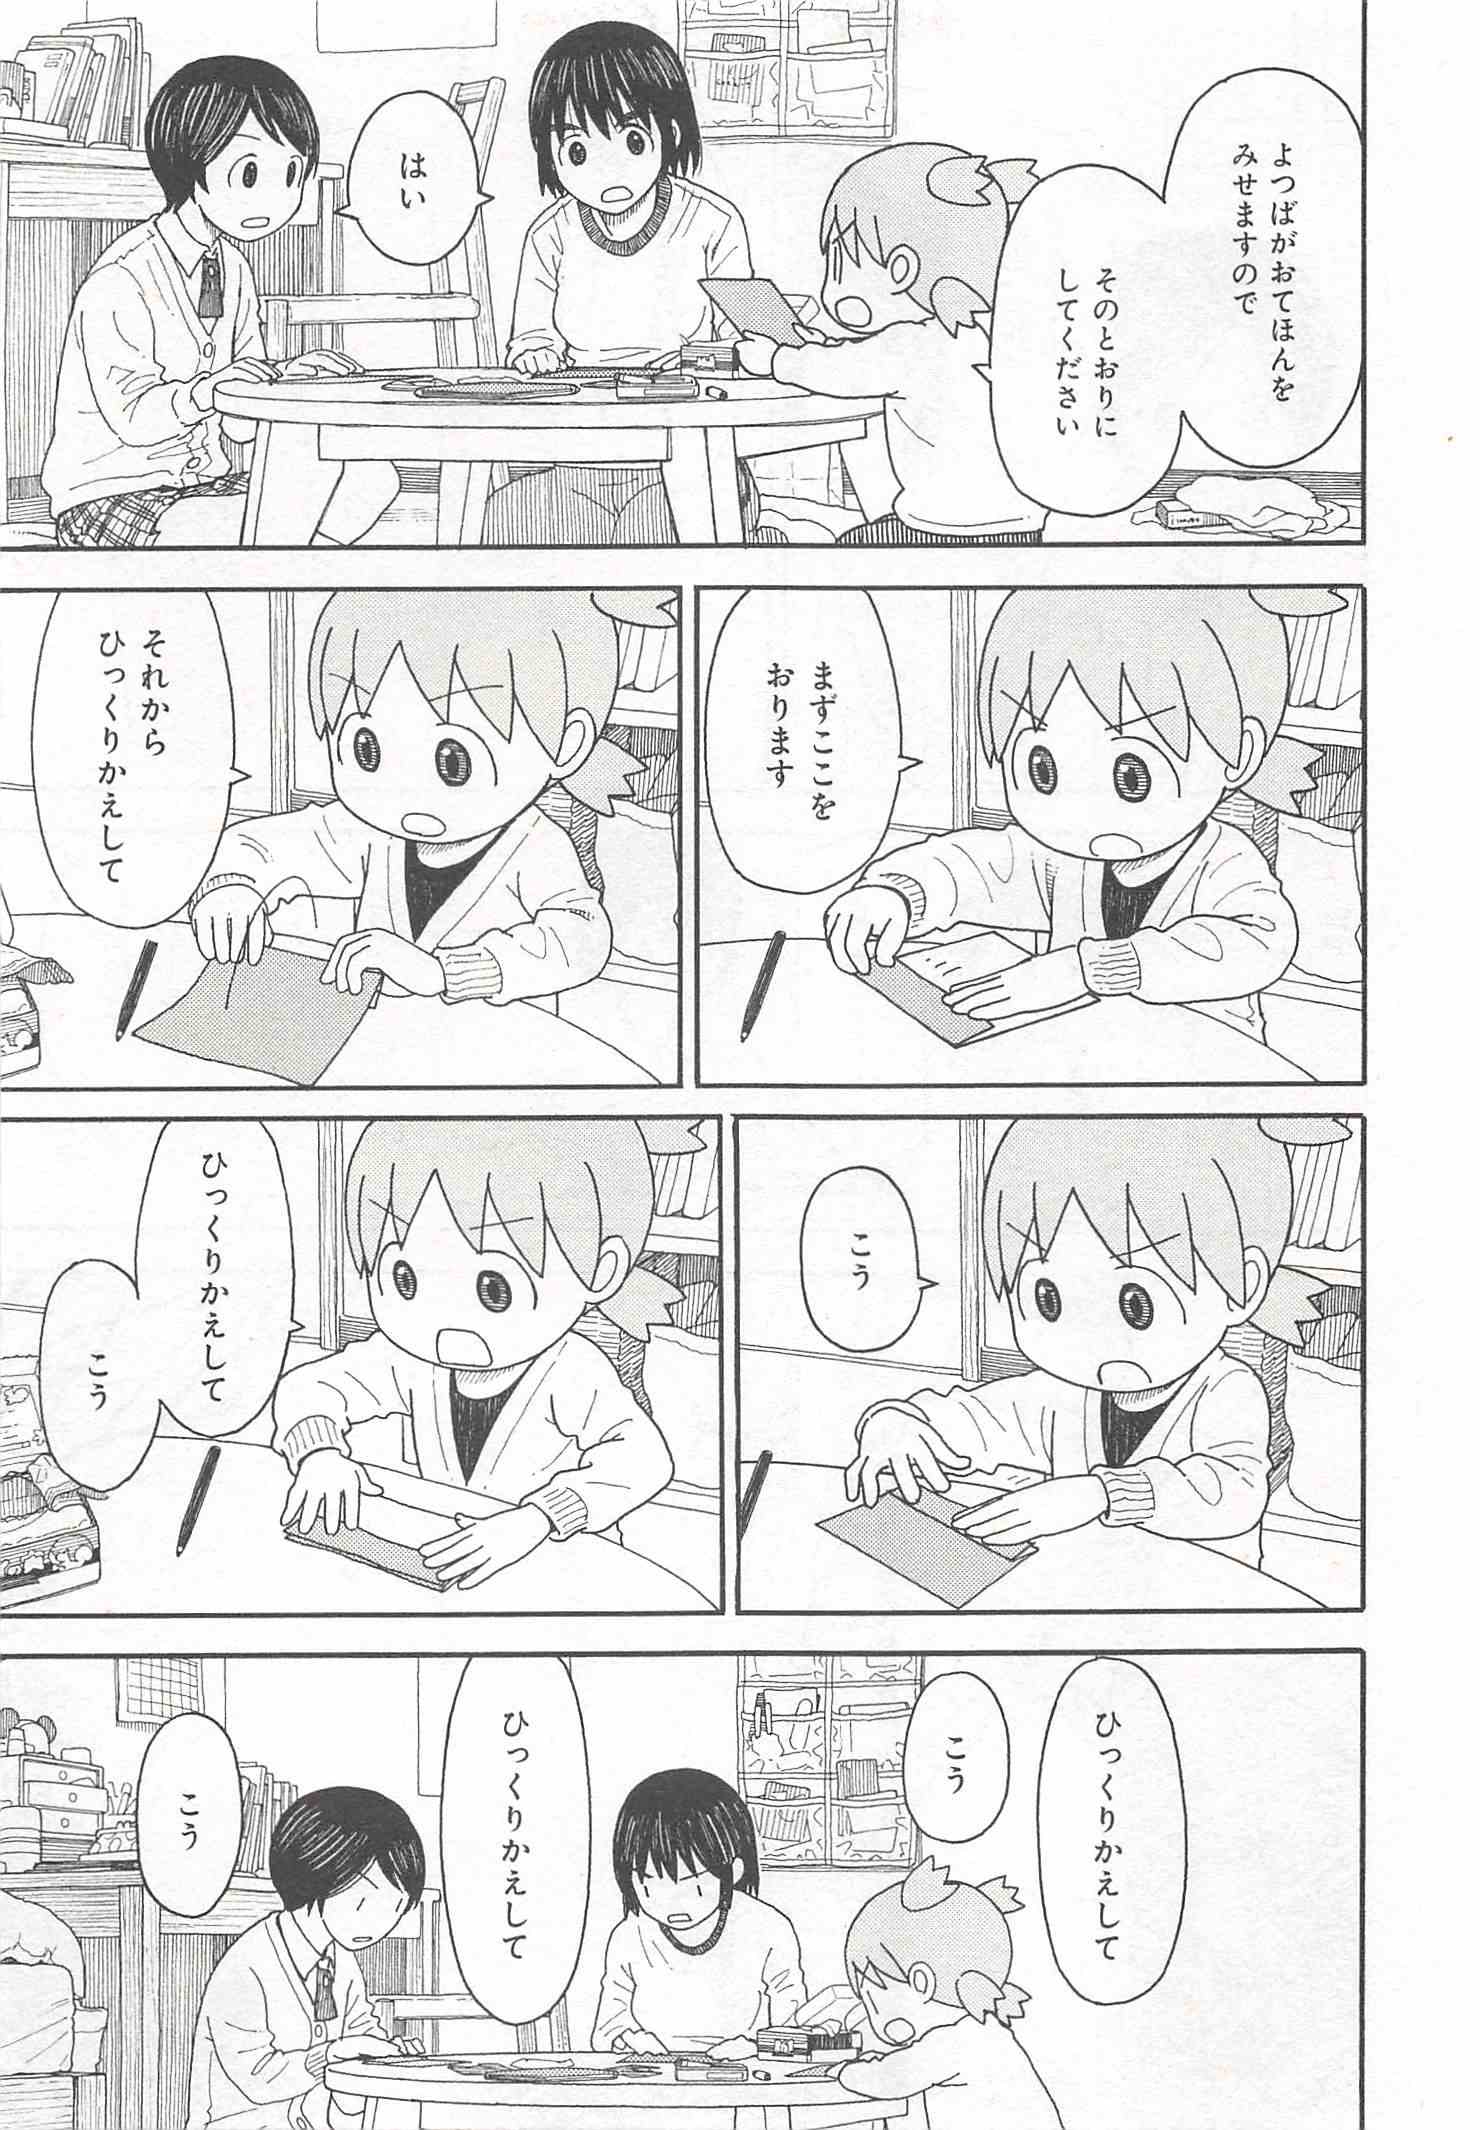 よつばがおてほんを
みせますので
そのとおりに
してください
はい
まずここを
おります
それから
ひっくりかえして
こう
ひっくりかえして
こう
ひっくりかえして
こう
ひっくりかえして
こう